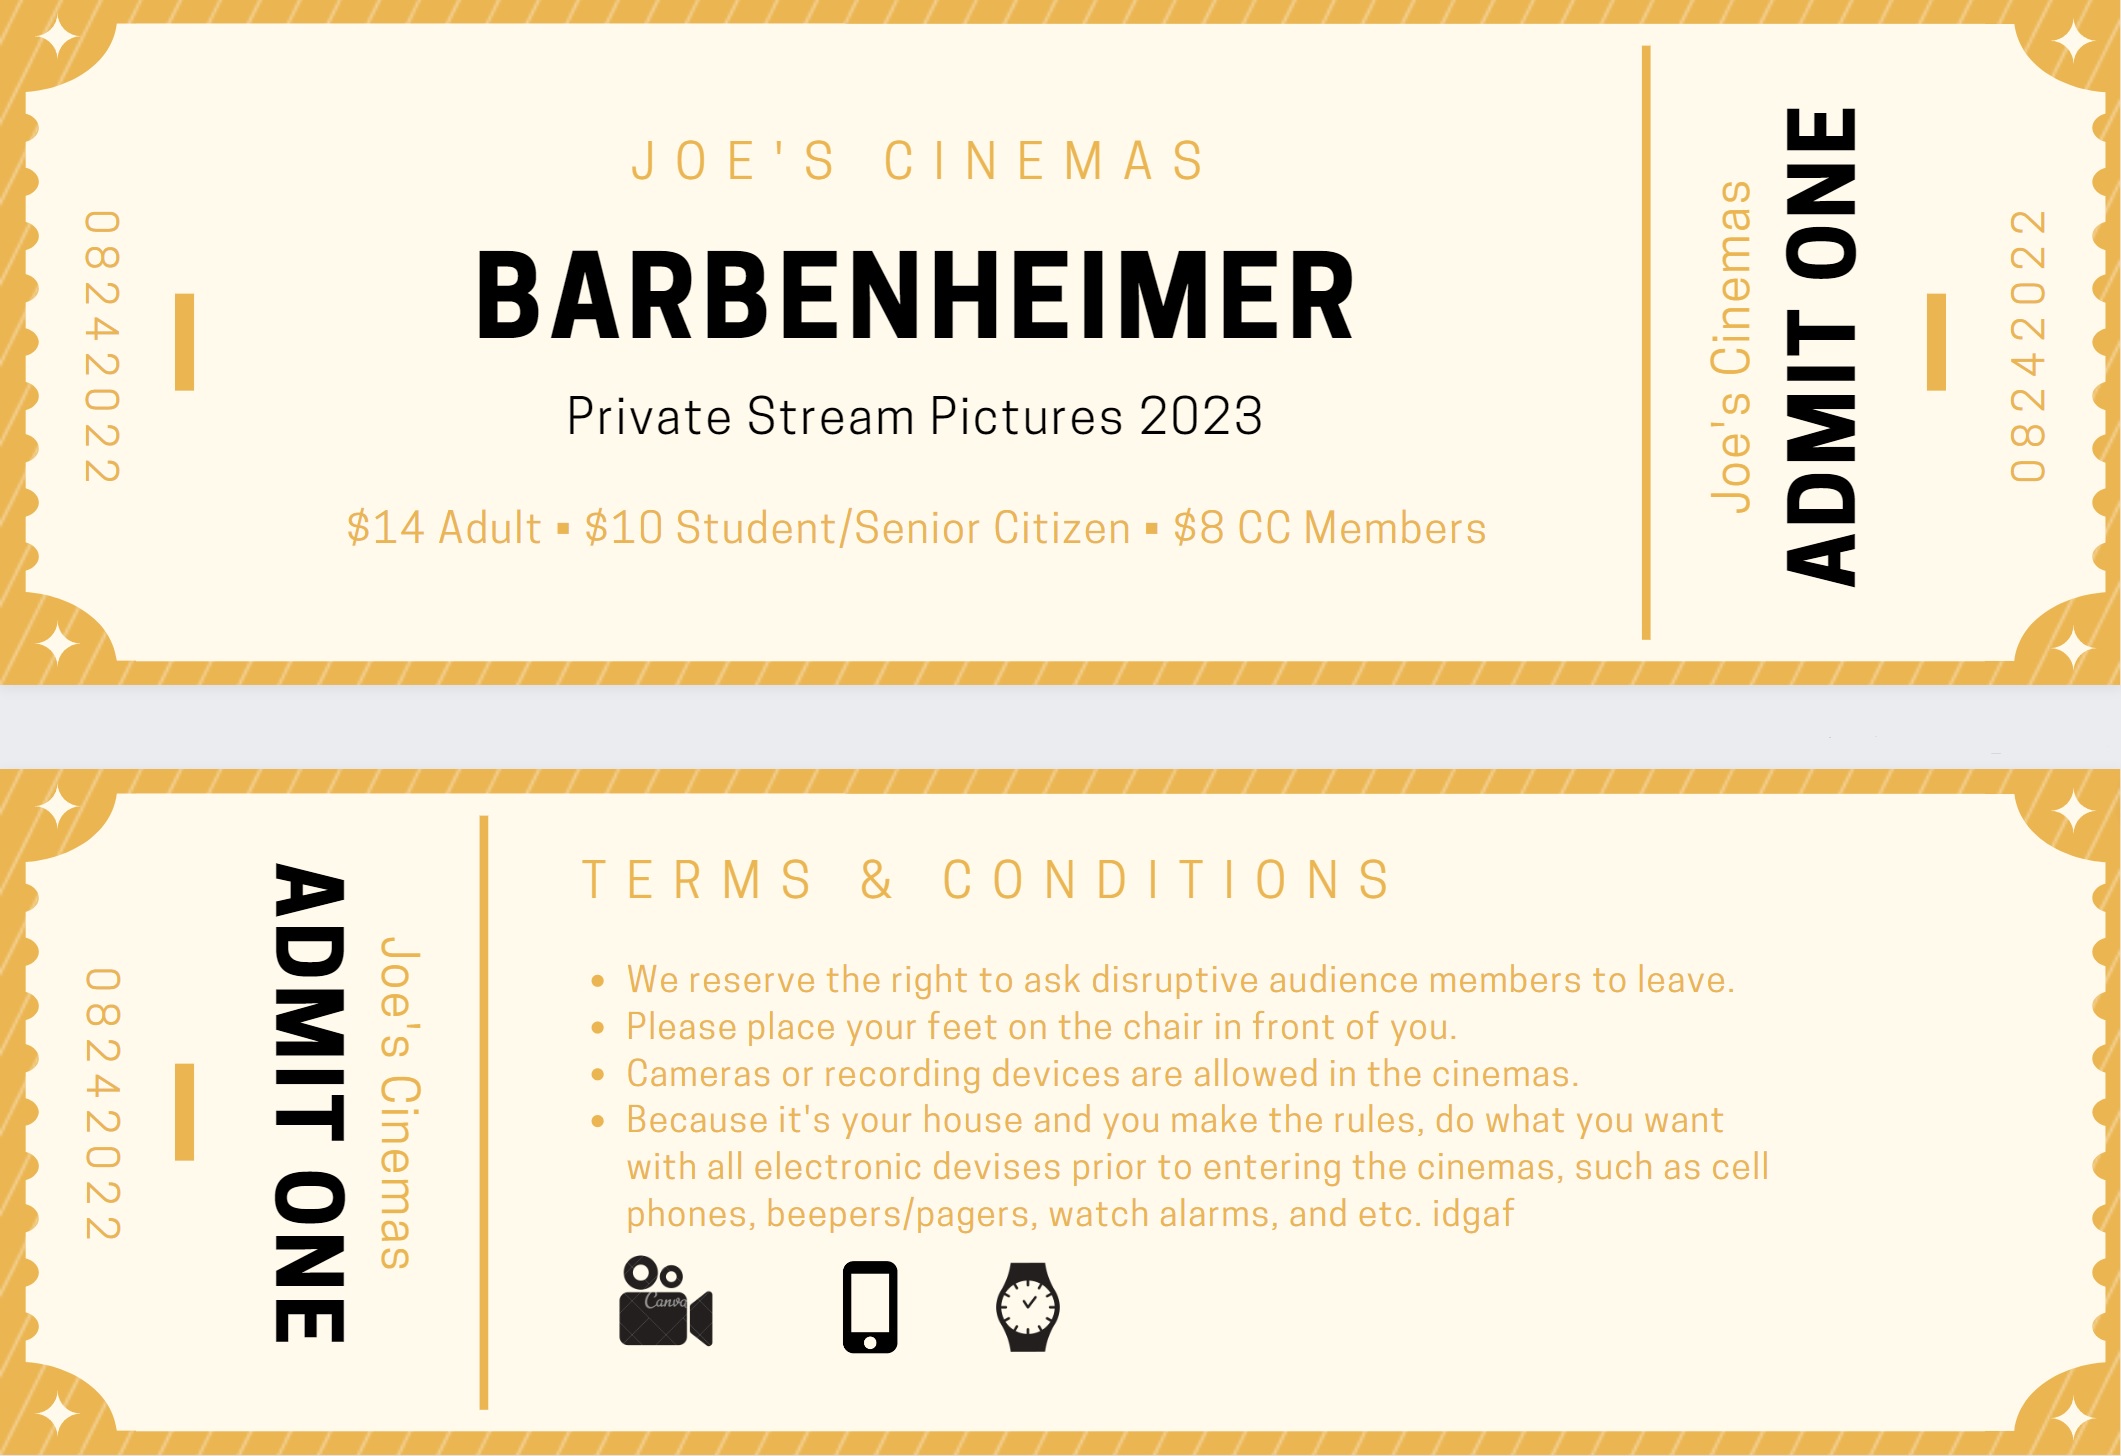 08242022
JOE'S CINEMAS
BARBENHEIMER
Private Stream Pictures 2023
$14 Adult ▪ $10 Student/Senior Citizen ▪ $8 CC Members
Joe's Cinemas
ADMIT ONE
08242022
08242022
ADMIT ONE
Joe's Cinemas
TERMS & CONDITIONS
• We reserve the right to ask disruptive audience members to leave.
• Please place your feet on the chair in front of you.
• Cameras or recording devices are allowed in the cinemas.
• Because it's your house and you make the rules, do what you want
with all electronic devises prior to entering the cinemas, such as cell
phones, beepers/pagers, watch alarms, and etc. idgaf
Canva